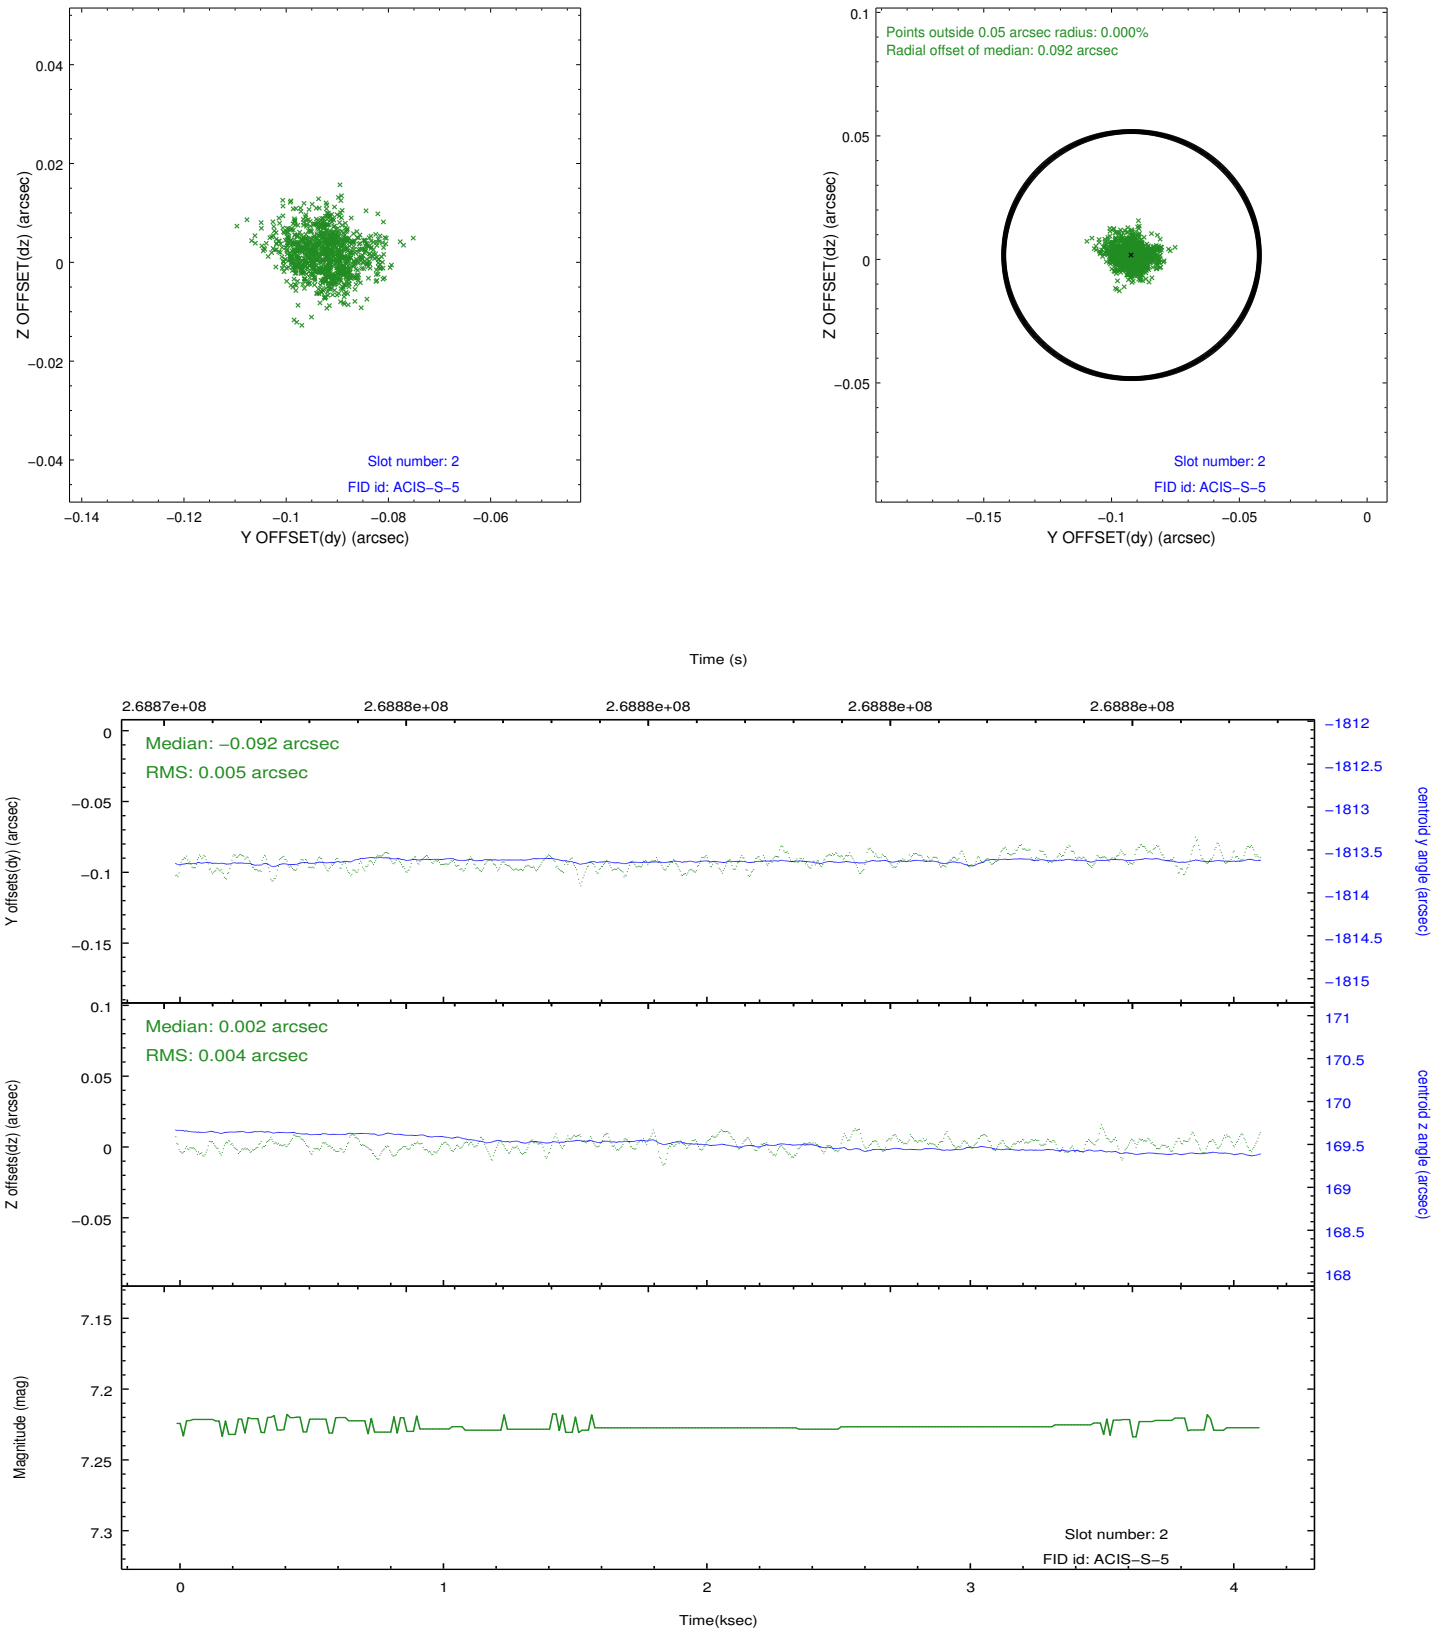 0.04
0.02
0
−0.02
−0.04
Z OFFSET(dz) (arcsec)
Slot number: 2
FID id: ACIS−S−5
−0.14
−0.12
−0.1
−0.08
−0.06
Y OFFSET(dy) (arcsec)
0.1
0.05
0
−0.05
Z OFFSET(dz) (arcsec)
Points outside 0.05 arcsec radius: 0.000%
Radial offset of median: 0.092 arcsec
Slot number: 2
FID id: ACIS−S−5
−0.15
−0.1
−0.05
0
Y OFFSET(dy) (arcsec)
Time (s)
2.6887e+08
2.6888e+08
2.6888e+08
2.6888e+08
2.6888e+08
0
−0.05
−0.1
−0.15
Y offsets(dy) (arcsec)
Median: −0.092 arcsec
RMS: 0.005 arcsec
−1812
−1812.5
−1813
−1813.5
−1814
−1814.5
−1815
centroid y angle (arcsec)
0.1
0.05
0
−0.05
Z offsets(dz) (arcsec)
Median: 0.002 arcsec
RMS: 0.004 arcsec
171
170.5
170
169.5
169
168.5
168
centroid z angle (arcsec)
7.15
7.2
7.25
7.3
Magnitude (mag)
Slot number: 2
FID id: ACIS−S−5
0
1
2
3
4
Time(ksec)